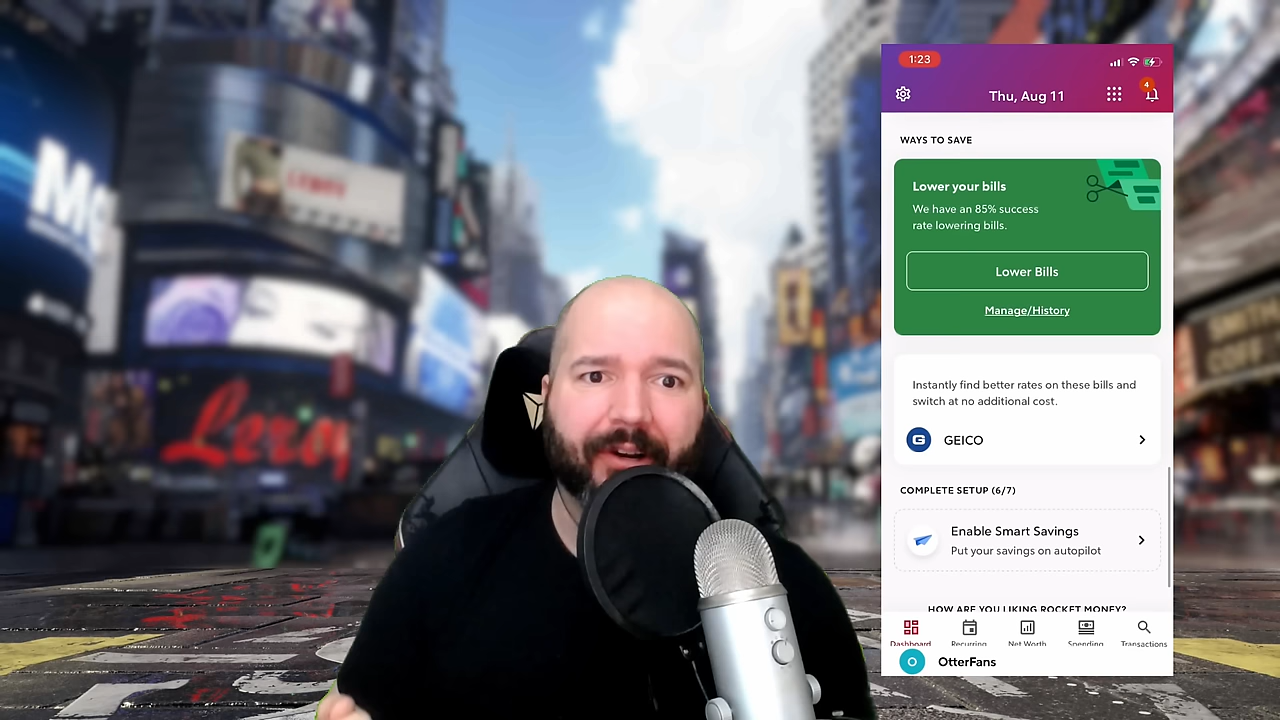 1:23
Thu, Aug 11
4
WAYS TO SAVE
Lower your bills
We have an 85% success
rate lowering bills.
Lower Bills
Manage/History
Instantly find better rates on these bills and
switch at no additional cost.
G
GEICO
COMPLETE SETUP (6/7)
Enable Smart Savings
Put your savings on autopilot
HOW ARE YOU LIKING ROCKET MONEY?
Dashboard
Recurring
Net Worth
Spending
Transactions
O
OtterFans
Leroy